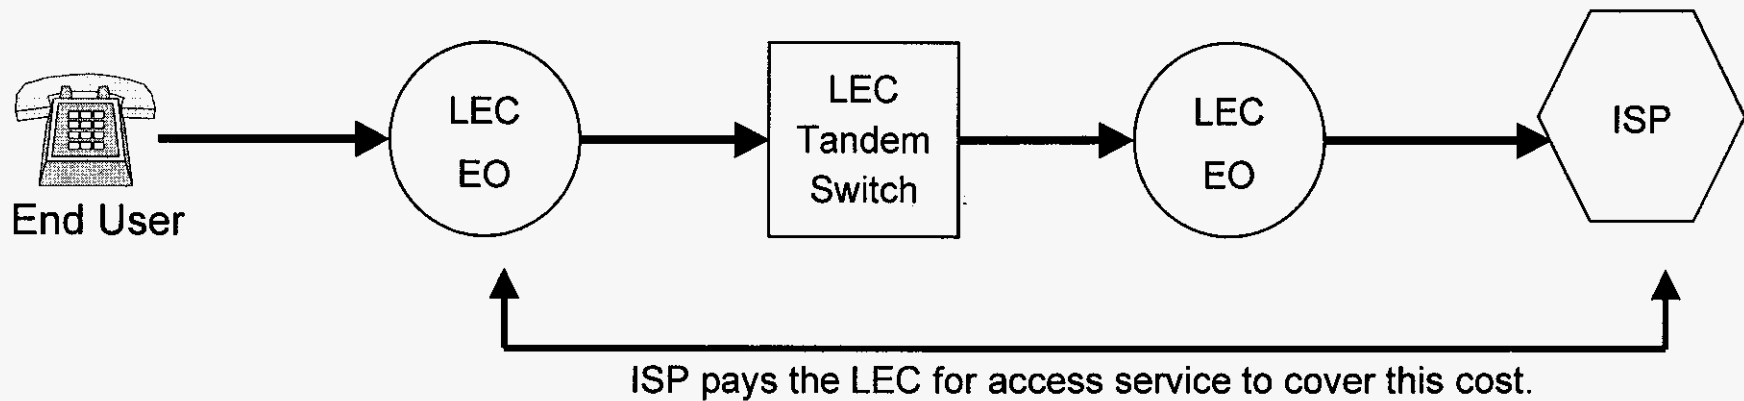 End User
LEC
EO
LEC
Tandem
Switch
LEC
EO
ISP
ISP pays the LEC for access service to cover this cost.